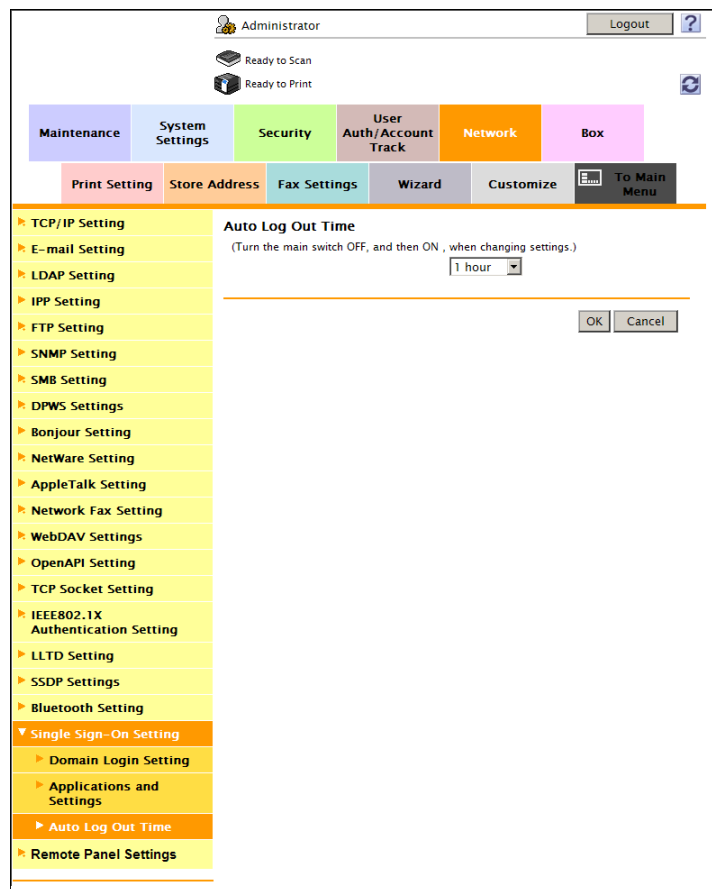 Administrator
Logout
?
Ready to Scan
Ready to Print
Maintenance
System
Settings
Security
User
Auth/Account
Track
Network
Box
Print Setting
Store Address
Fax Settings
Wizard
Customize
To Main
Menu
TCP/IP Setting
E-mail Setting
LDAP Setting
IPP Setting
FTP Setting
SNMP Setting
SMB Setting
DPWS Settings
Bonjour Setting
NetWare Setting
AppleTalk Setting
Network Fax Setting
WebDAV Settings
OpenAPI Setting
TCP Socket Setting
IEEE802.1X
Authentication Setting
LLTD Setting
SSDP Settings
Bluetooth Setting
Single Sign-On Setting
Domain Login Setting
Applications and
Settings
Auto Log Out Time
Remote Panel Settings
Auto Log Out Time
(Turn the main switch OFF, and then ON , when changing settings.)
1 hour
OK
Cancel